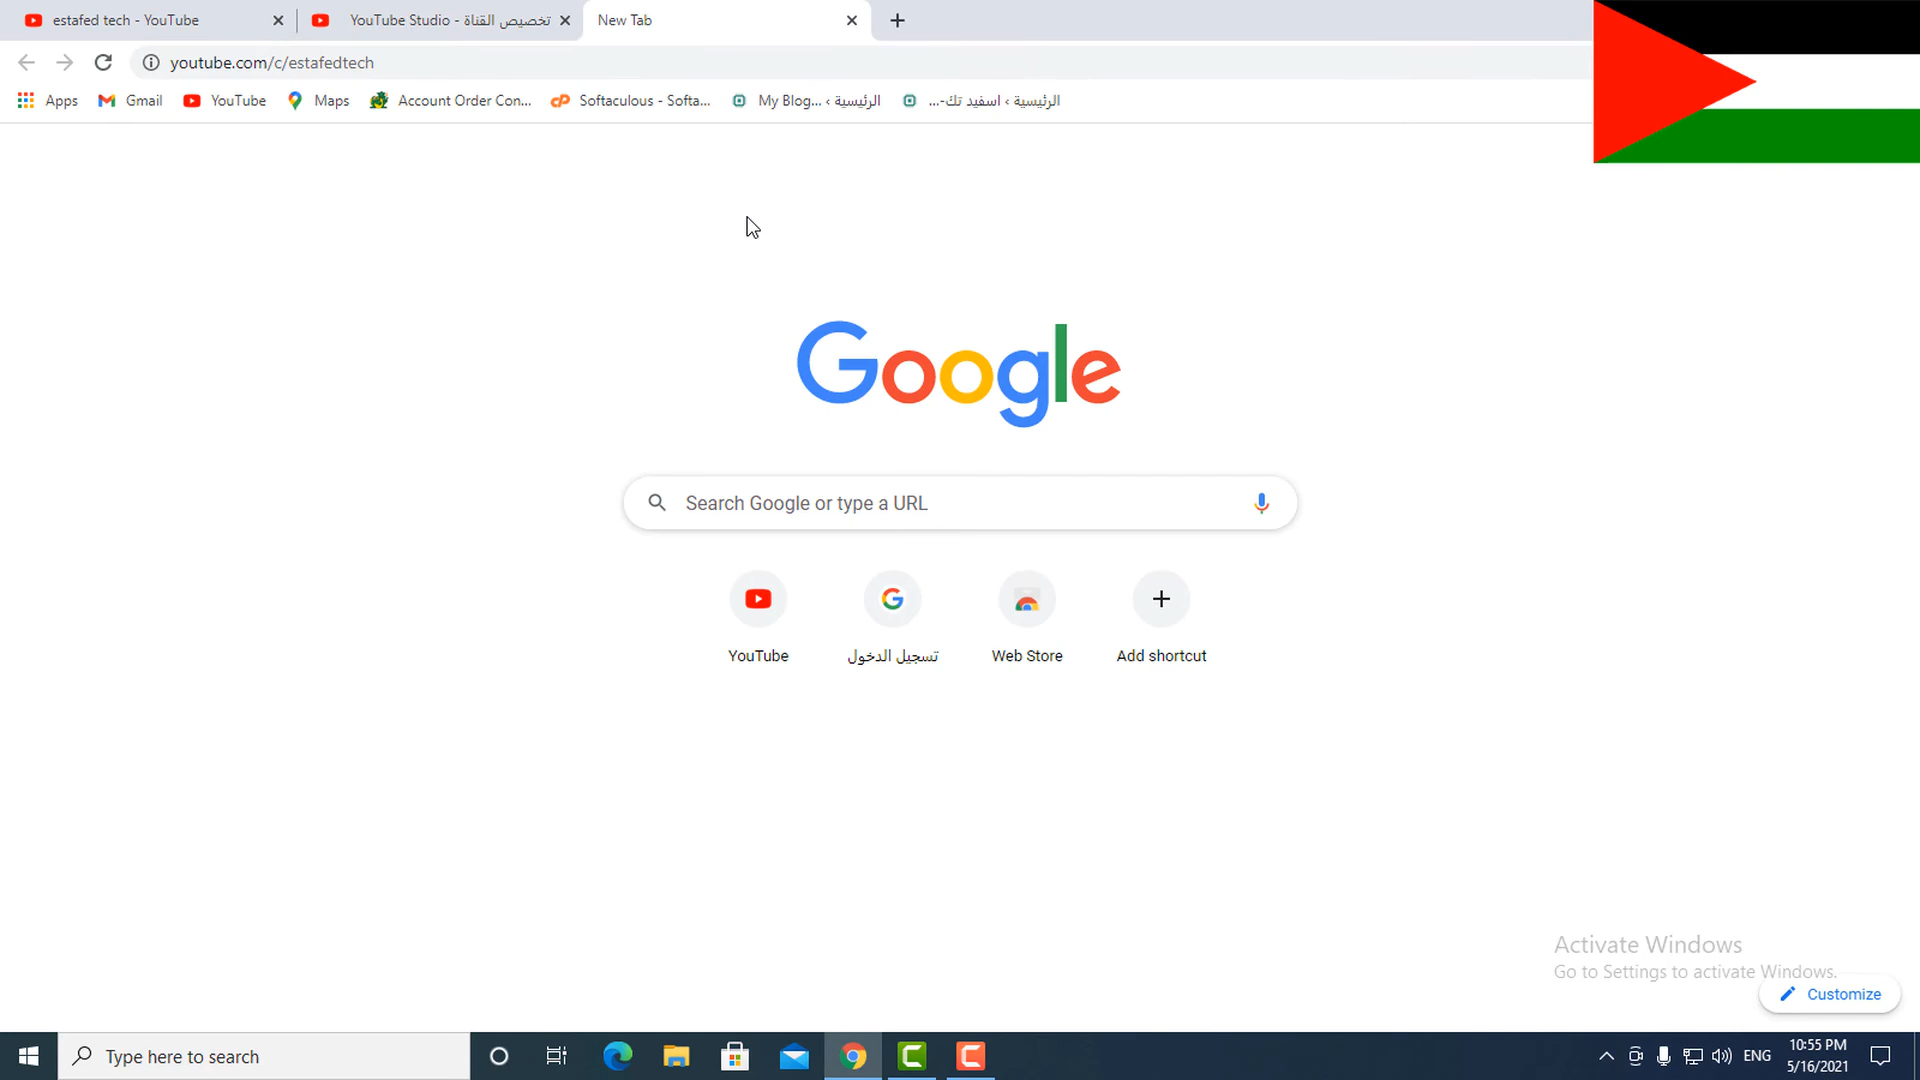 estafed tech - YouTube
YouTube Studio - تخصيص القناة
New Tab
youtube.com/c/estafedtech
Apps
Gmail
YouTube
Maps
Account Order Con...
Softaculous - Softa...
My Blog... ‹ الرئيسية
الرئيسية ‹ اسفيد تك-...
Google
Search Google or type a URL
YouTube
تسجيل الدخول
Web Store
Add shortcut
Activate Windows
Go to Settings to activate Windows.
Customize
Type here to search
ENG
10:55 PM
5/16/2021